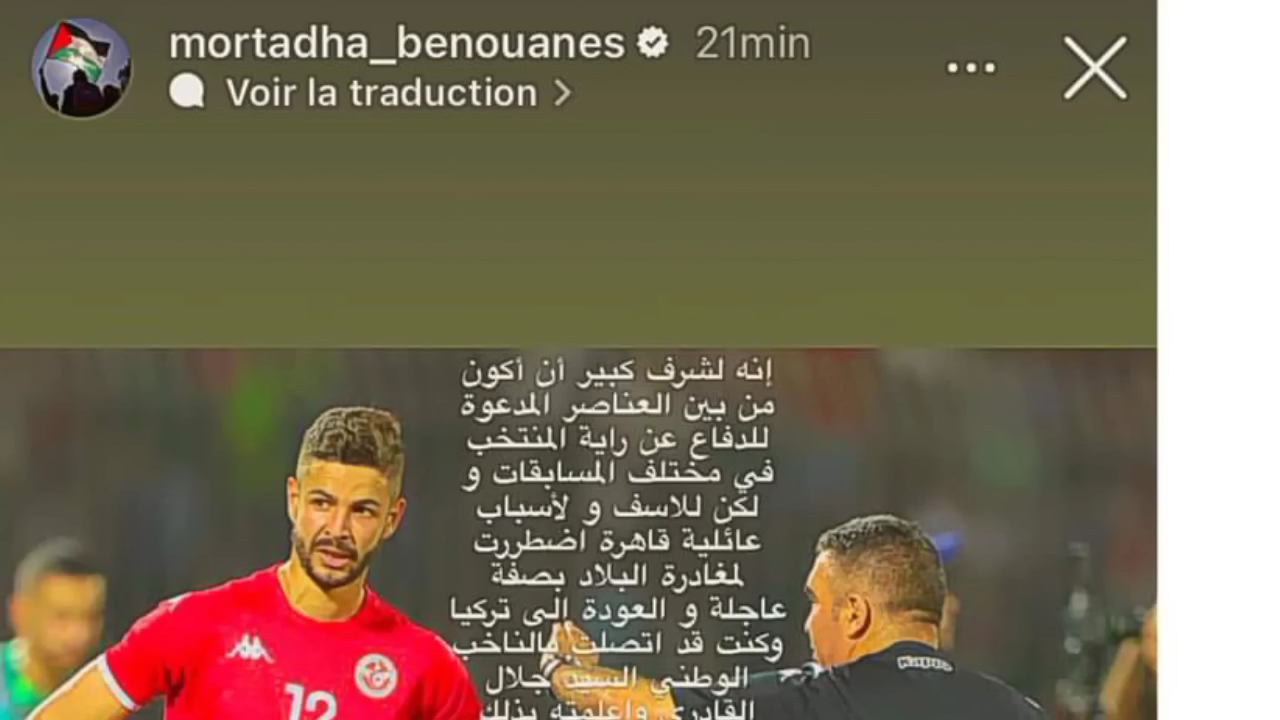 mortadha_benouanes 21min
Voir la traduction
إنه لشرف كبير أن أكون
من بين العناصر المدعوة
للدفاع عن راية المنتخب
في مختلف المسابقات و
لكن للاسف و لأسباب
عائلية قاهرة اضطررت
لمغادرة البلاد بصفة
عاجلة و العودة الى تركيا
وكنت قد اتصلت بالناخب
الوطني السيد جلال
القادري واعلمته بذلك
Kappa
12